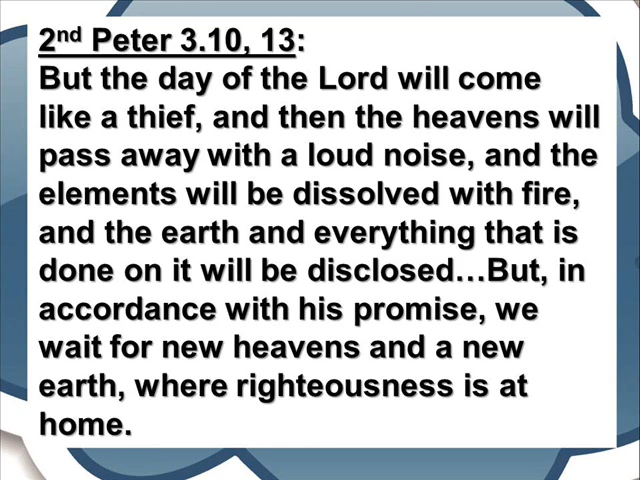 2nd Peter 3.10, 13:
But the day of the Lord will come
like a thief, and then the heavens will
pass away with a loud noise, and the
elements will be dissolved with fire,
and the earth and everything that is
done on it will be disclosed…But, in
accordance with his promise, we
wait for new heavens and a new
earth, where righteousness is at
home.